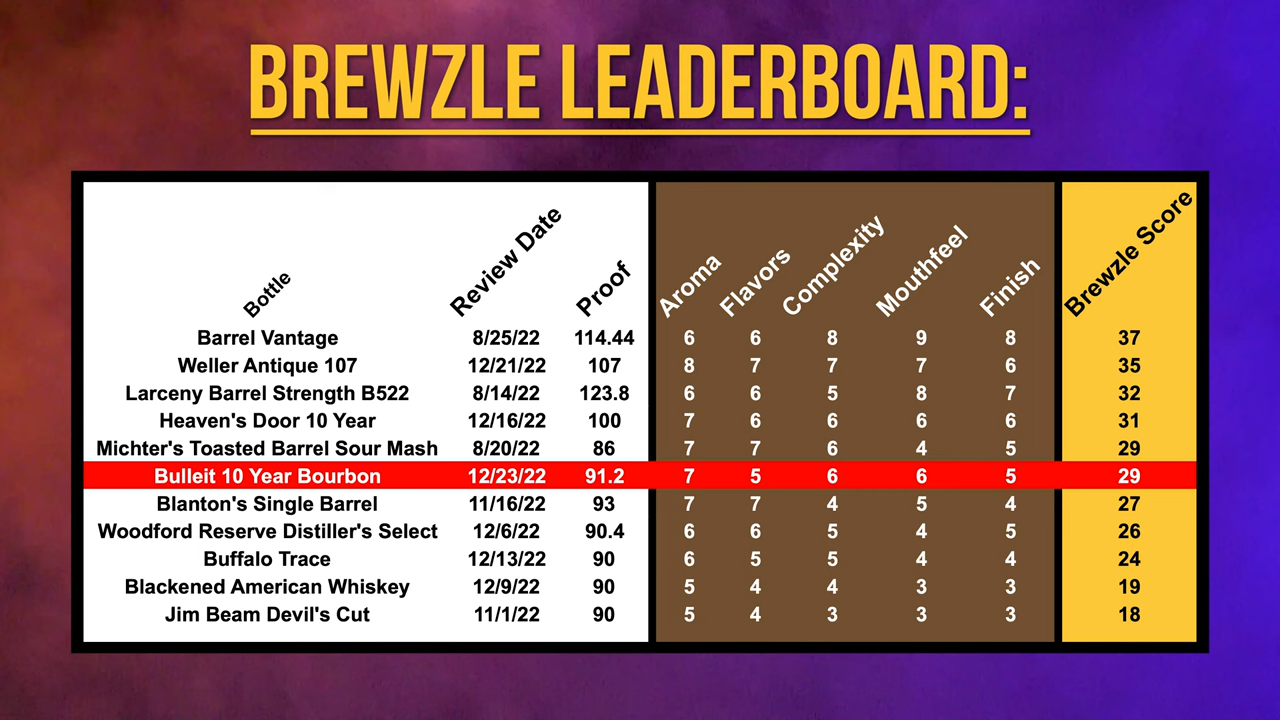 BREWZLE LEADERBOARD:
Bottle Review Date Proof Aroma Flavors Complexity Mouthfeel Finish Brewzle Score
Barrel Vantage 8/25/22 114.44 6 6 8 9 8 37
Weller Antique 107 12/21/22 107 8 7 7 7 6 35
Larceny Barrel Strength B522 8/14/22 123.8 6 6 5 8 7 32
Heaven's Door 10 Year 12/16/22 100 7 6 6 6 6 31
Michter's Toasted Barrel Sour Mash 8/20/22 86 7 7 6 4 5 29
Bulleit 10 Year Bourbon 12/23/22 91.2 7 5 6 6 5 29
Blanton's Single Barrel 11/16/22 93 7 7 4 5 4 27
Woodford Reserve Distiller's Select 12/6/22 90.4 6 6 5 4 5 26
Buffalo Trace 12/13/22 90 6 5 5 4 4 24
Blackened American Whiskey 12/9/22 90 5 4 4 3 3 19
Jim Beam Devil's Cut 11/1/22 90 5 4 3 3 3 18